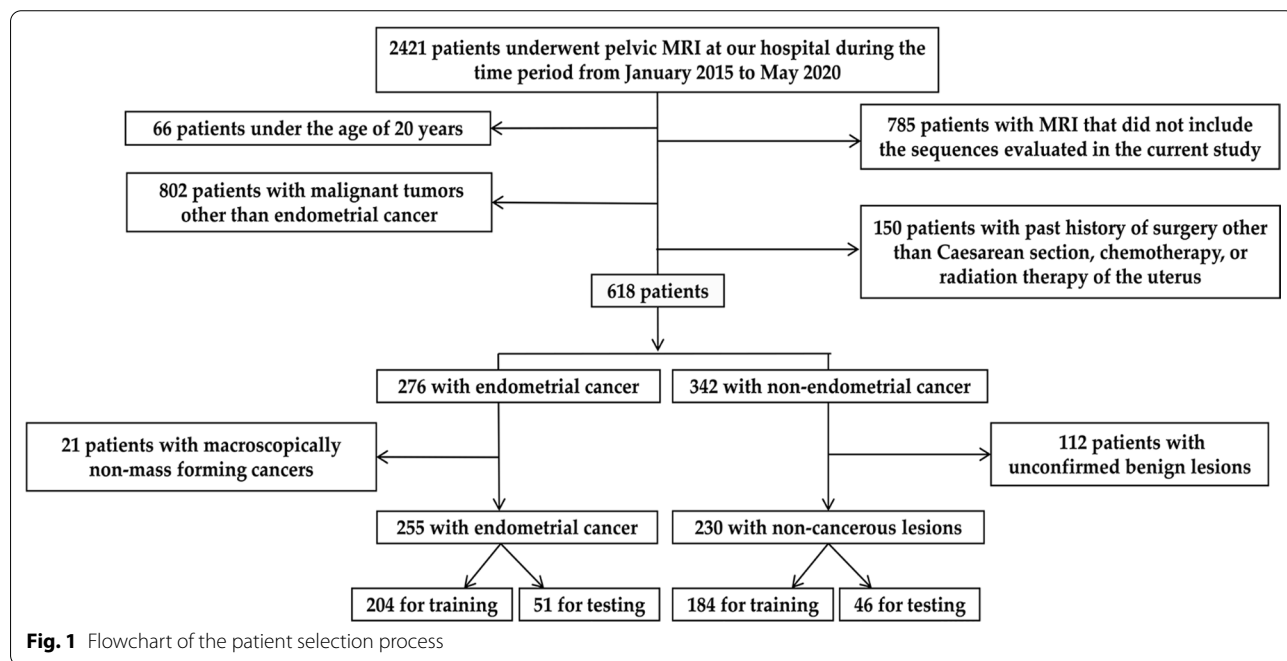 2421 patients underwent pelvic MRI at our hospital during the
time period from January 2015 to May 2020
66 patients under the age of 20 years
785 patients with MRI that did not include
the sequences evaluated in the current study
802 patients with malignant tumors
other than endometrial cancer
150 patients with past history of surgery other
than Caesarean section, chemotherapy, or
radiation therapy of the uterus
618 patients
276 with endometrial cancer
342 with non-endometrial cancer
21 patients with macroscopically
non-mass forming cancers
112 patients with
unconfirmed benign lesions
255 with endometrial cancer
230 with non-cancerous lesions
204 for training
51 for testing
184 for training
46 for testing
Fig. 1 Flowchart of the patient selection process